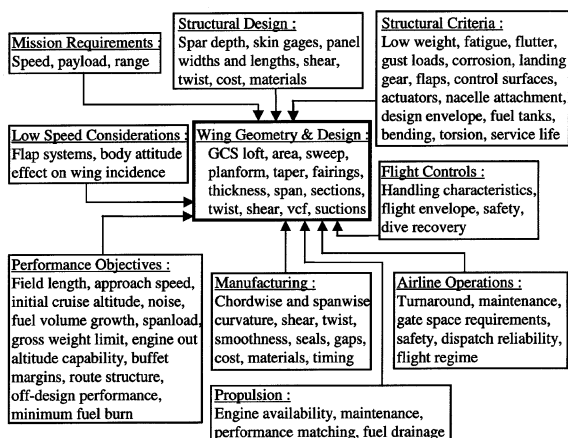 Mission Requirements :
Speed, payload, range
Structural Design :
Spar depth, skin gages, panel
widths and lengths, shear,
twist, cost, materials
Structural Criteria :
Low weight, fatigue, flutter,
gust loads, corrosion, landing
gear, flaps, control surfaces,
actuators, nacelle attachment,
design envelope, fuel tanks,
bending, torsion, service life
Low Speed Considerations :
Flap systems, body attitude
effect on wing incidence
Wing Geometry & Design :
GCS loft, area, sweep,
planform, taper, fairings,
thickness, span, sections,
twist, shear, vcf, suctions
Flight Controls :
Handling characteristics,
flight envelope, safety,
dive recovery
Performance Objectives :
Field length, approach speed,
initial cruise altitude, noise,
fuel volume growth, spanload,
gross weight limit, engine out
altitude capability, buffet
margins, route structure,
off-design performance,
minimum fuel burn
Manufacturing :
Chordwise and spanwise
curvature, shear, twist,
smoothness, seals, gaps,
cost, materials, timing
Airline Operations :
Turnaround, maintenance,
gate space requirements,
safety, dispatch reliability,
flight regime
Propulsion :
Engine availability, maintenance,
performance matching, fuel drainage